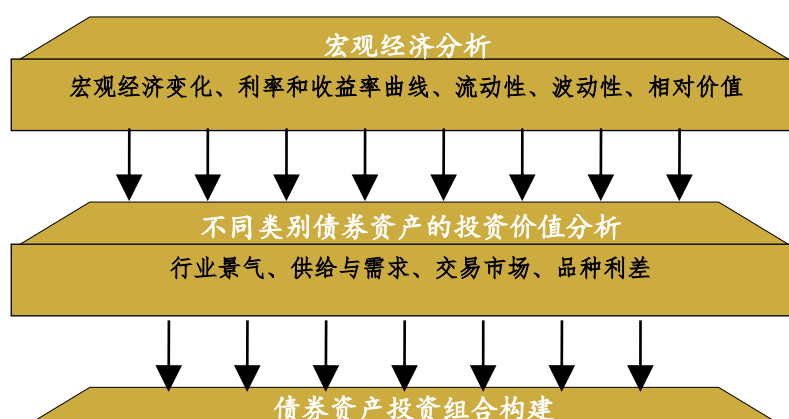 宏观经济分析
宏观经济变化、利率和收益率曲线、流动性、波动性、相对价值
不同类别债券资产的投资价值分析
行业景气、供给与需求、交易市场、品种利差
债券资产投资组合构建